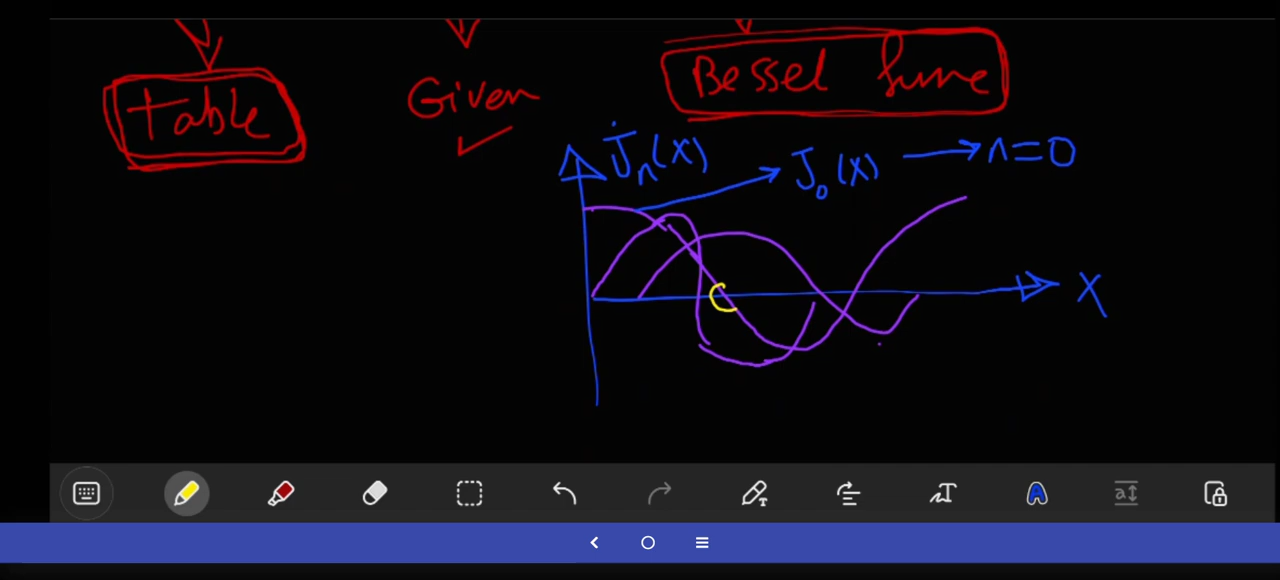 Table
Given
Bessel func
Jn(x)
J0(x) → n=0
x